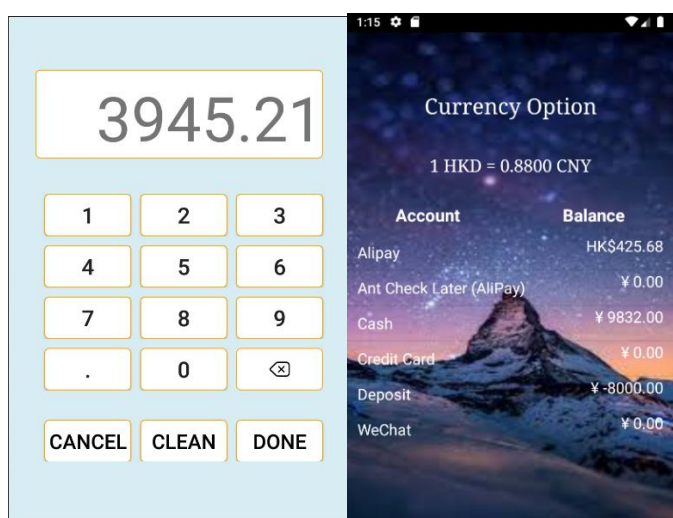 3945.21
1 2 3
4 5 6
7 8 9
. 0
CANCEL CLEAN DONE
1:15
Currency Option
1 HKD = 0.8800 CNY
Account Balance
Alipay HK$425.68
Ant Check Later (AliPay) ¥ 0.00
Cash ¥ 9832.00
Credit Card ¥ 0.00
Deposit ¥ -8000.00
WeChat ¥ 0.00